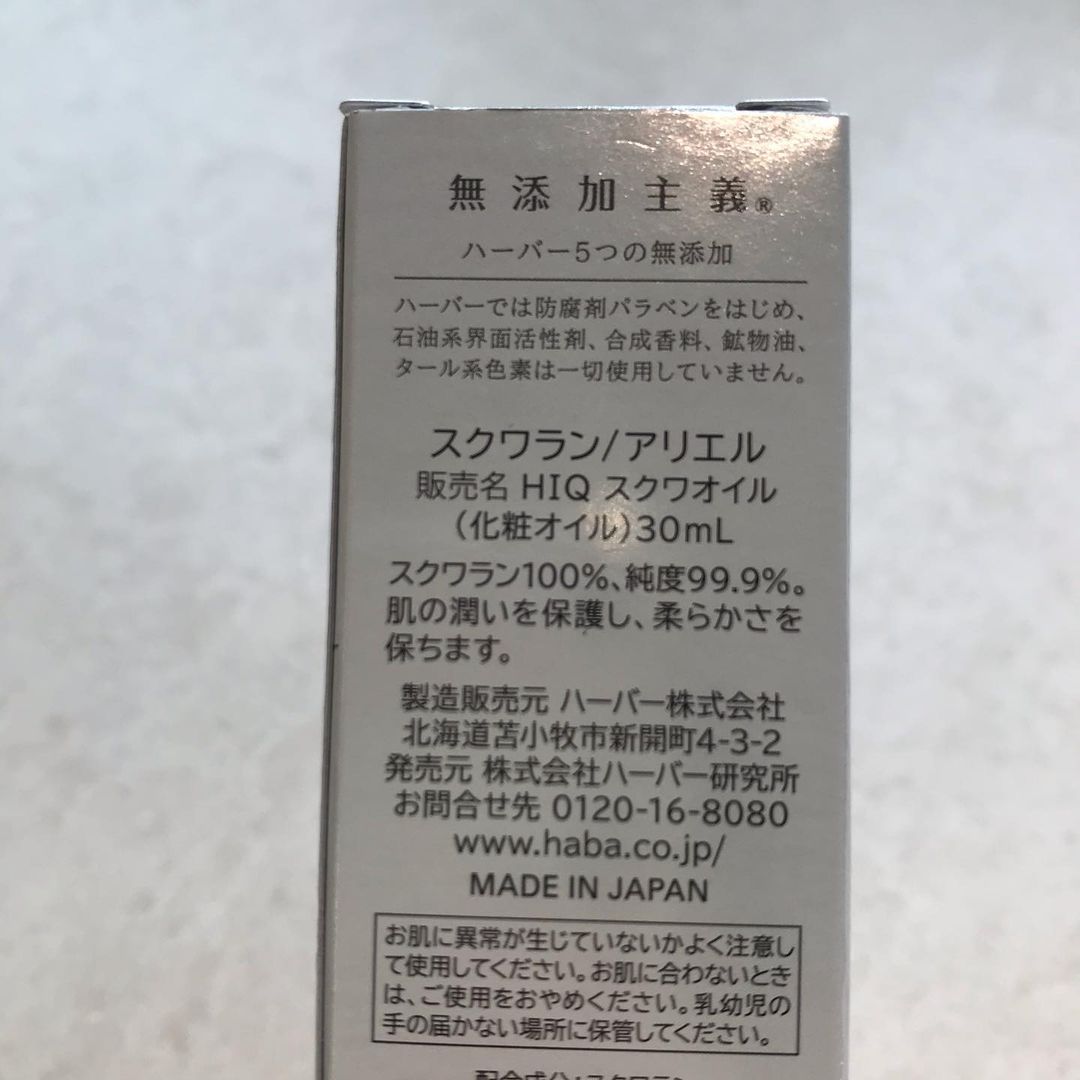 無添加主義®
ハーバー5つの無添加
ハーバーでは防腐剤パラベンをはじめ、
石油系界面活性剤、合成香料、鉱物油、
タール系色素は一切使用していません。
スクワラン/アリエル
販売名 HIQ スクワオイル
(化粧オイル)30mL
スクワラン100%、純度99.9%。
肌の潤いを保護し、柔らかさを
保ちます。
製造販売元 ハーバー株式会社
北海道苫小牧市新開町4-3-2
発売元 株式会社ハーバー研究所
お問合せ先 0120-16-8080
www.haba.co.jp/
MADE IN JAPAN
お肌に異常が生じていないかよく注意し
て使用してください。お肌に合わないとき
は、ご使用をおやめください。乳幼児の
手の届かない場所に保管してください。
配合成分:スクワラン